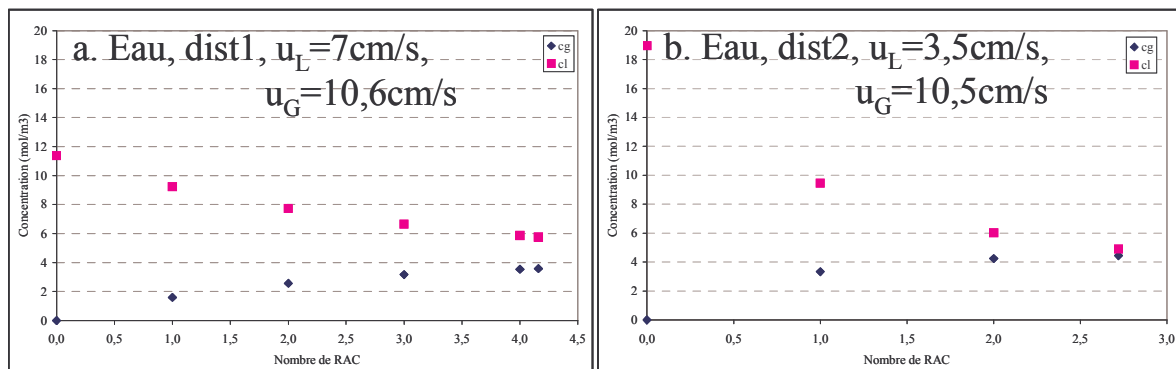 a. Eau, dist1, uL=7cm/s,
uG=10,6cm/s
cg
cl
Concentration (mol/m3)
20
18
16
14
12
10
8
6
4
2
0
0,0 0,5 1,0 1,5 2,0 2,5 3,0 3,5 4,0 4,5
Nombre de RAC
b. Eau, dist2, uL=3,5cm/s,
uG=10,5cm/s
cg
cl
Concentration (mol/m3)
20
18
16
14
12
10
8
6
4
2
0
0,0 0,5 1,0 1,5 2,0 2,5 3,0
Nombre de RAC